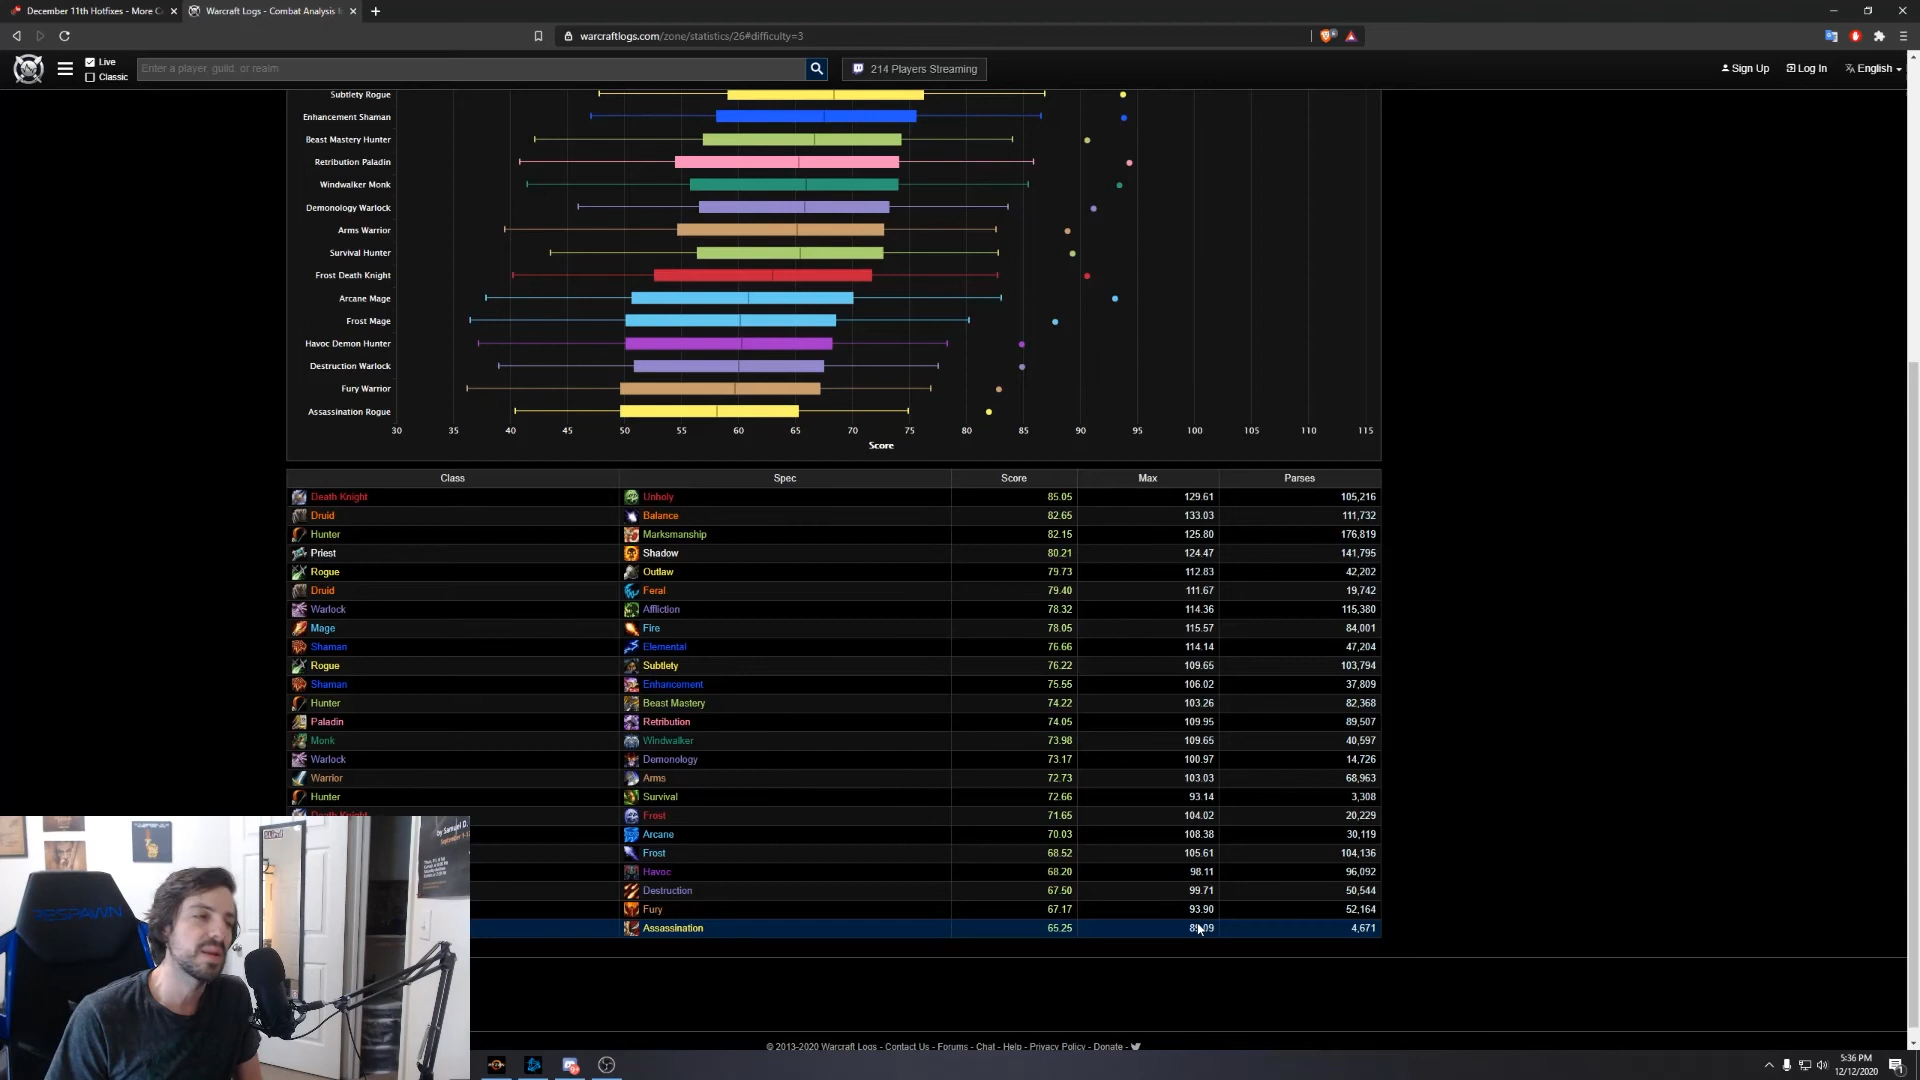 December 11th Hotfixes - More C
Warcraft Logs - Combat Analysis
warcraftlogs.com/zone/statistics/26#difficulty=3
Live
Classic
Enter a player, guild, or realm
214 Players Streaming
Sign Up
Log In
English
Subtlety Rogue
Enhancement Shaman
Beast Mastery Hunter
Retribution Paladin
Windwalker Monk
Demonology Warlock
Arms Warrior
Survival Hunter
Frost Death Knight
Arcane Mage
Frost Mage
Havoc Demon Hunter
Destruction Warlock
Fury Warrior
Assassination Rogue
30 35 40 45 50 55 60 65 70 75 80 85 90 95 100 105 110 115
Score
Class Spec Score Max Parses
Death Knight Unholy 85.05 129.61 105,216
Druid Balance 82.65 133.03 111,732
Hunter Marksmanship 82.15 125.80 176,819
Priest Shadow 80.21 124.47 141,795
Rogue Outlaw 79.73 112.83 42,202
Druid Feral 79.40 111.67 19,742
Warlock Affliction 78.32 114.36 115,380
Mage Fire 78.05 115.57 84,001
Shaman Elemental 76.66 114.14 47,204
Rogue Subtlety 76.22 109.65 103,794
Shaman Enhancement 75.55 106.02 37,809
Hunter Beast Mastery 74.22 103.26 82,368
Paladin Retribution 74.05 109.95 89,507
Monk Windwalker 73.98 109.65 40,597
Warlock Demonology 73.17 100.97 14,726
Warrior Arms 72.73 103.03 68,963
Hunter Survival 72.66 93.14 3,308
Death Knight Frost 71.65 104.02 20,229
Arcane 70.03 108.38 30,119
Frost 68.52 105.61 104,136
Havoc 68.20 98.11 96,092
Destruction 67.50 99.71 50,544
Fury 67.17 93.90 52,164
Assassination 65.25 4,671
by Samuel D.
RESPAWN
© 2013-2020 Warcraft Logs - Contact Us - Forums - Chat - Help - Privacy Policy - Donate -
5:36 PM
12/12/2020